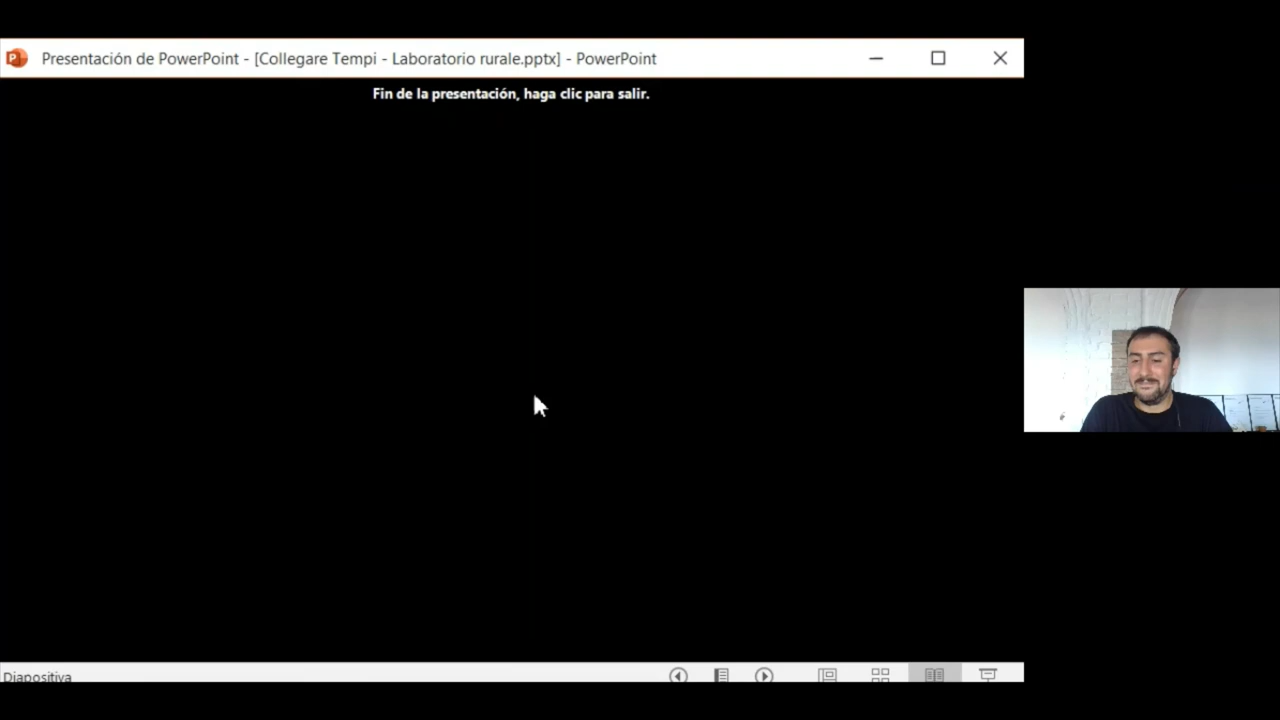 Presentación de PowerPoint - [Collegare Tempi - Laboratorio rurale.pptx] - PowerPoint
Fin de la presentación, haga clic para salir.
Diapositiva